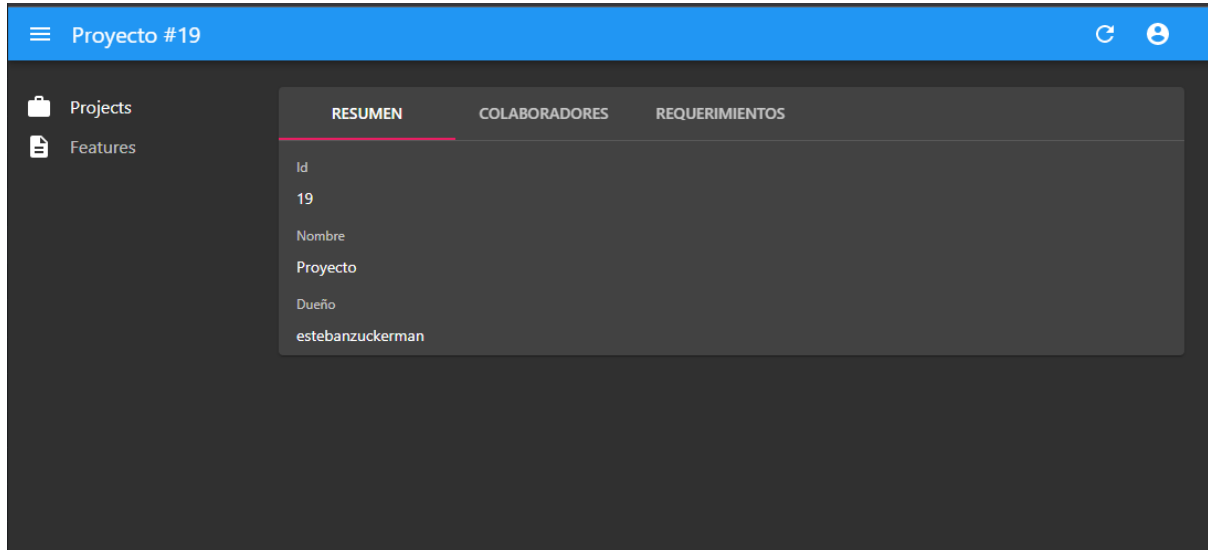 Proyecto #19
Projects
Features
RESUMEN COLABORADORES REQUERIMIENTOS
Id
19
Nombre
Proyecto
Dueño
estebanzuckerman